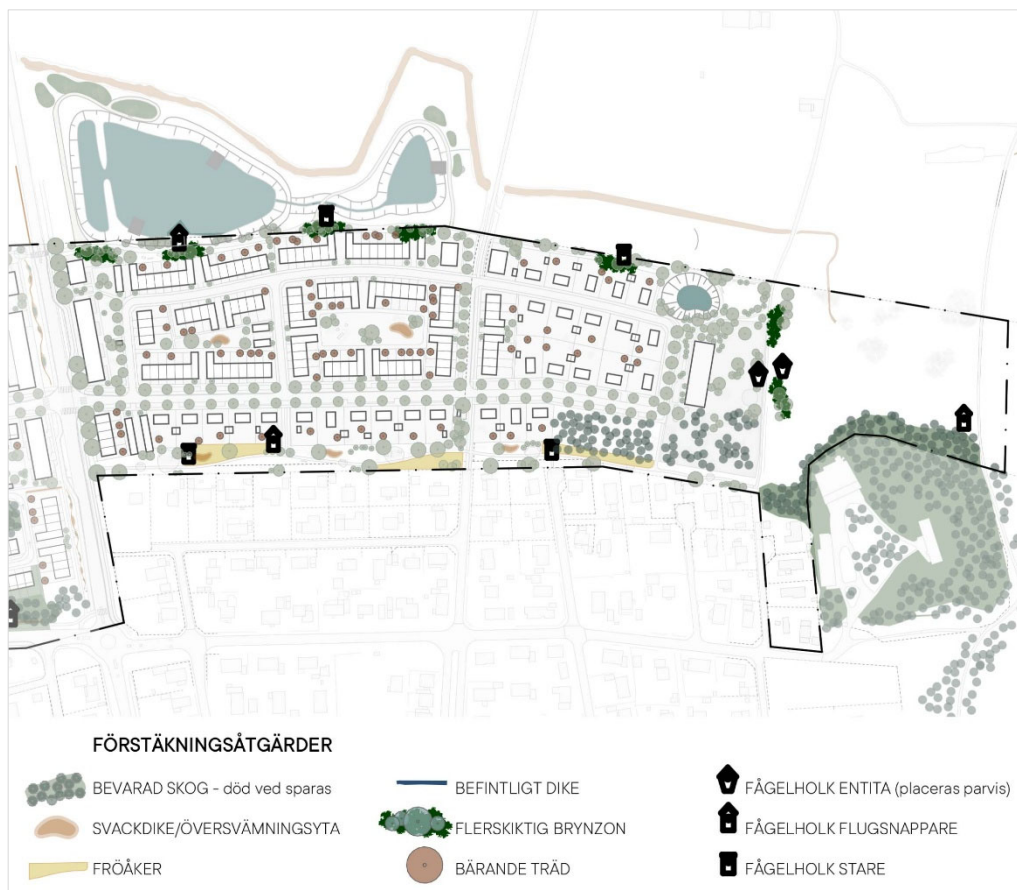 FÖRSTÄKNINGSÅTGÄRDER
BEVARAD SKOG - död ved sparas
SVACKDIKE/ÖVERSVÄMNINGSYTA
FRÖÅKER
BEFINTLIGT DIKE
FLERSKIKTIG BRYNZON
BÄRANDE TRÄD
FÅGELHOLK ENTITA (placeras parvis)
FÅGELHOLK FLUGSNAPPARE
FÅGELHOLK STARE